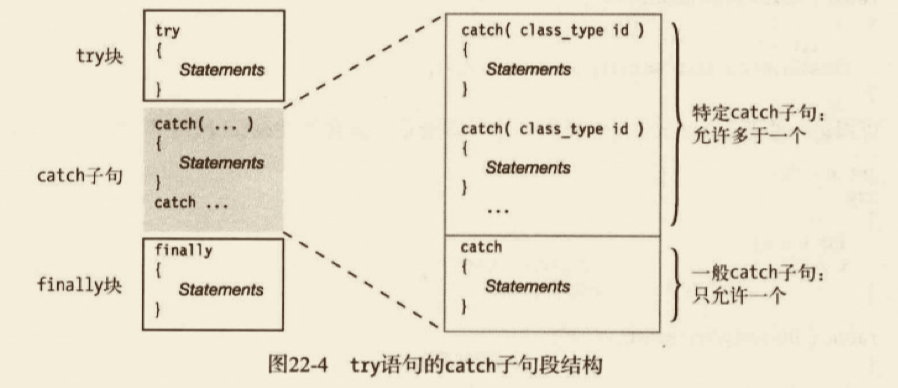 try块
try
{
Statements
}
catch子句
catch( ... )
{
Statements
}
catch ...
finally块
finally
{
Statements
}
catch( class_type id )
{
Statements
}
catch( class_type id )
{
Statements
}
...
特定catch子句;
允许多于一个
catch
{
Statements
}
一般catch子句;
只允许一个
图22-4 try语句的catch子句段结构